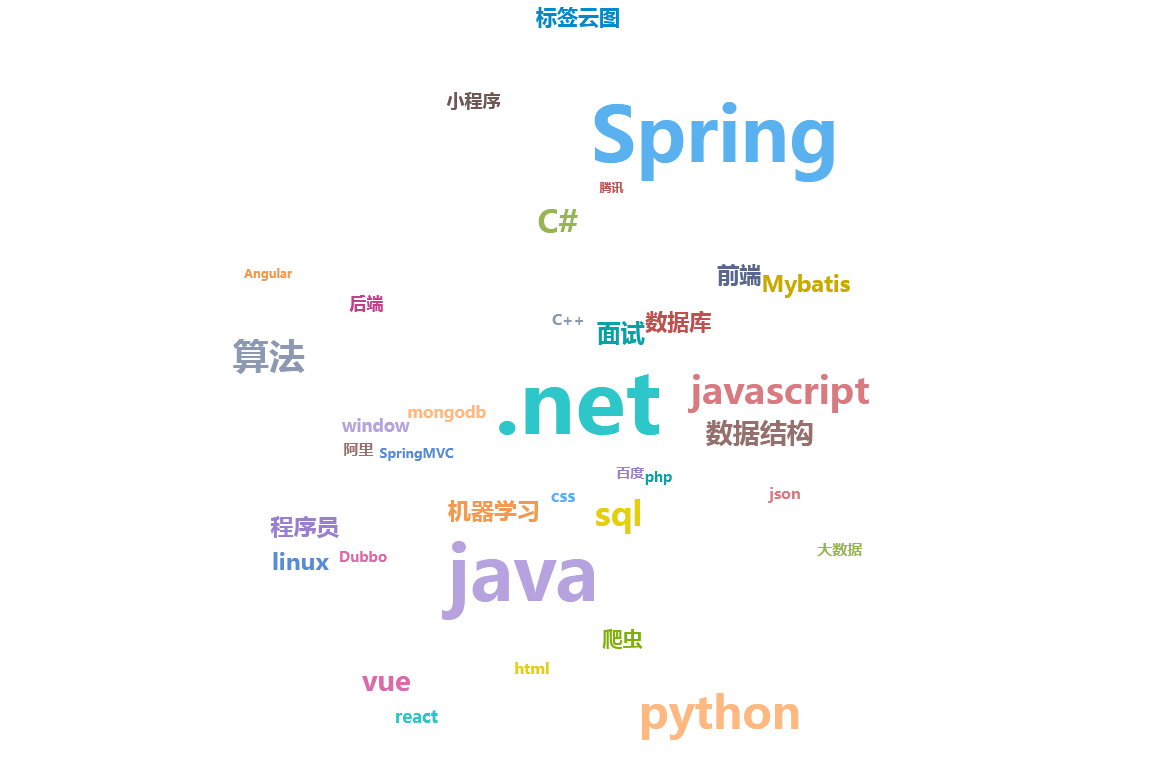 标签云图
小程序
Spring
腾讯
C#
Angular
前端
Mybatis
后端
C++
面试
数据库
算法
.net
javascript
mongodb
window
数据结构
阿里
SpringMVC
百度
php
css
json
机器学习
sql
程序员
大数据
linux
Dubbo
java
爬虫
html
vue
react
python